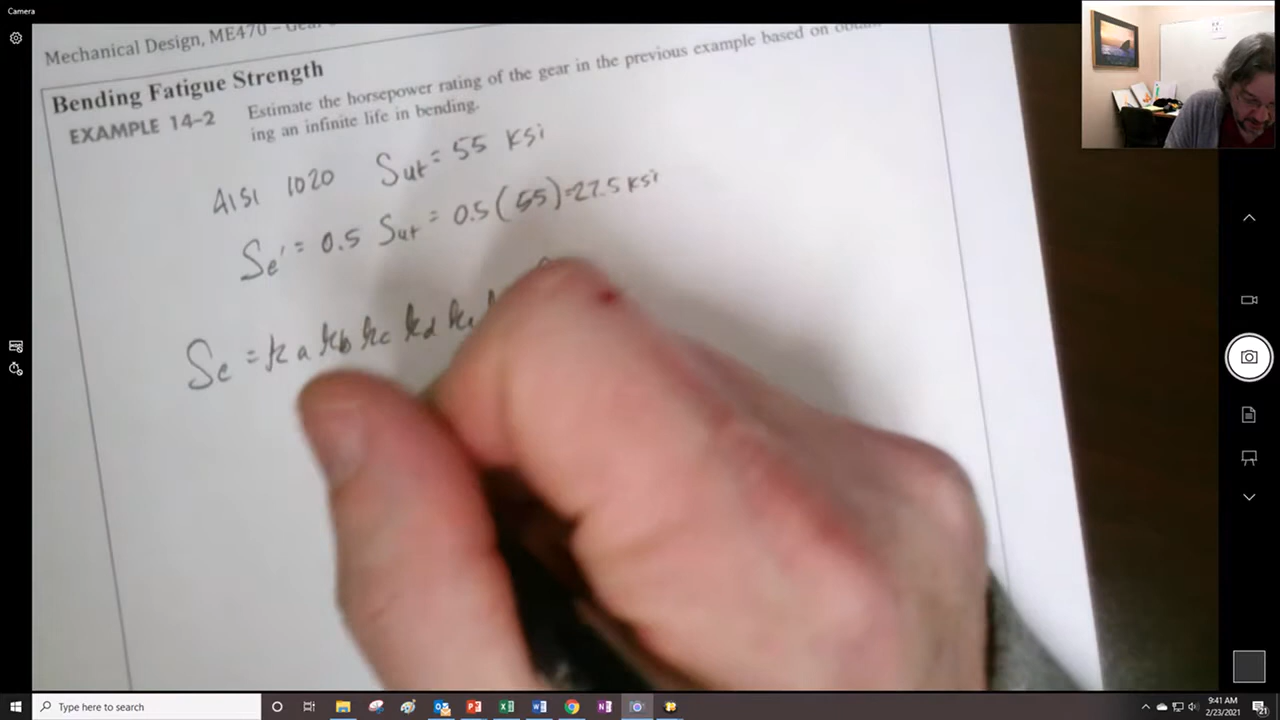 Camera
Mechanical Design, ME470 – Gear
Bending Fatigue Strength
EXAMPLE 14–2 Estimate the horsepower rating of the gear in the previous example based on
ing an infinite life in bending.
AISI 1020 Sut = 55 ksi
Se' = 0.5 Sut = 0.5 (55) = 27.5 ksi
Se = ka kb kc kd ke
Type here to search
9:41 AM
2/23/2021
21